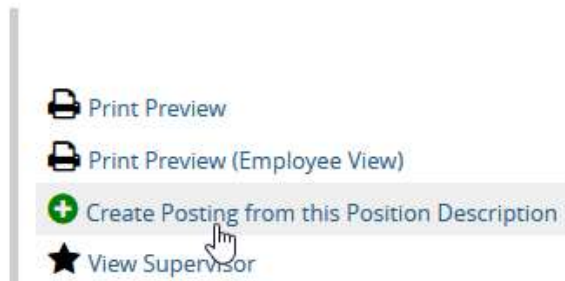 Print Preview
Print Preview (Employee View)
Create Posting from this Position Description
View Supervisor